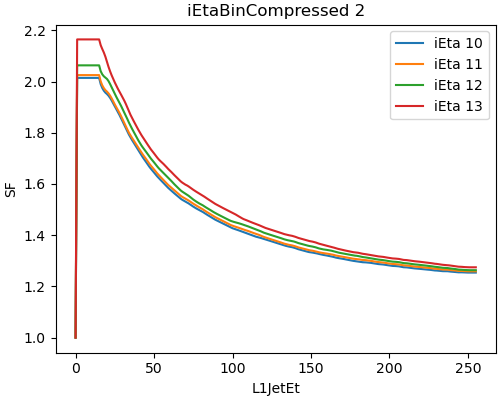 iEtaBinCompressed 2
iEta 10
iEta 11
iEta 12
iEta 13
SF
2.2
2.0
1.8
1.6
1.4
1.2
1.0
0 50 100 150 200 250
L1JetEt